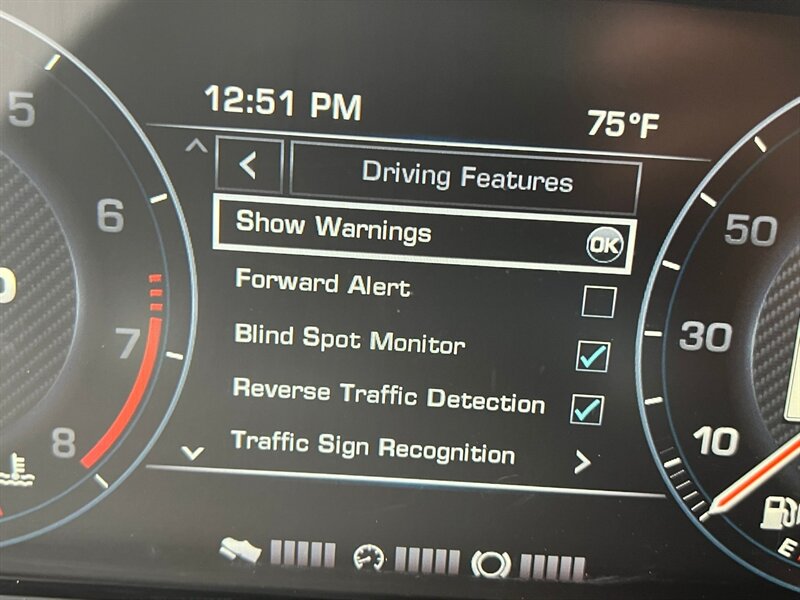 12:51 PM
75°F
<
Driving Features
Show Warnings
OK
Forward Alert
Blind Spot Monitor
Reverse Traffic Detection
Traffic Sign Recognition
>
5
6
7
8
50
30
10
E